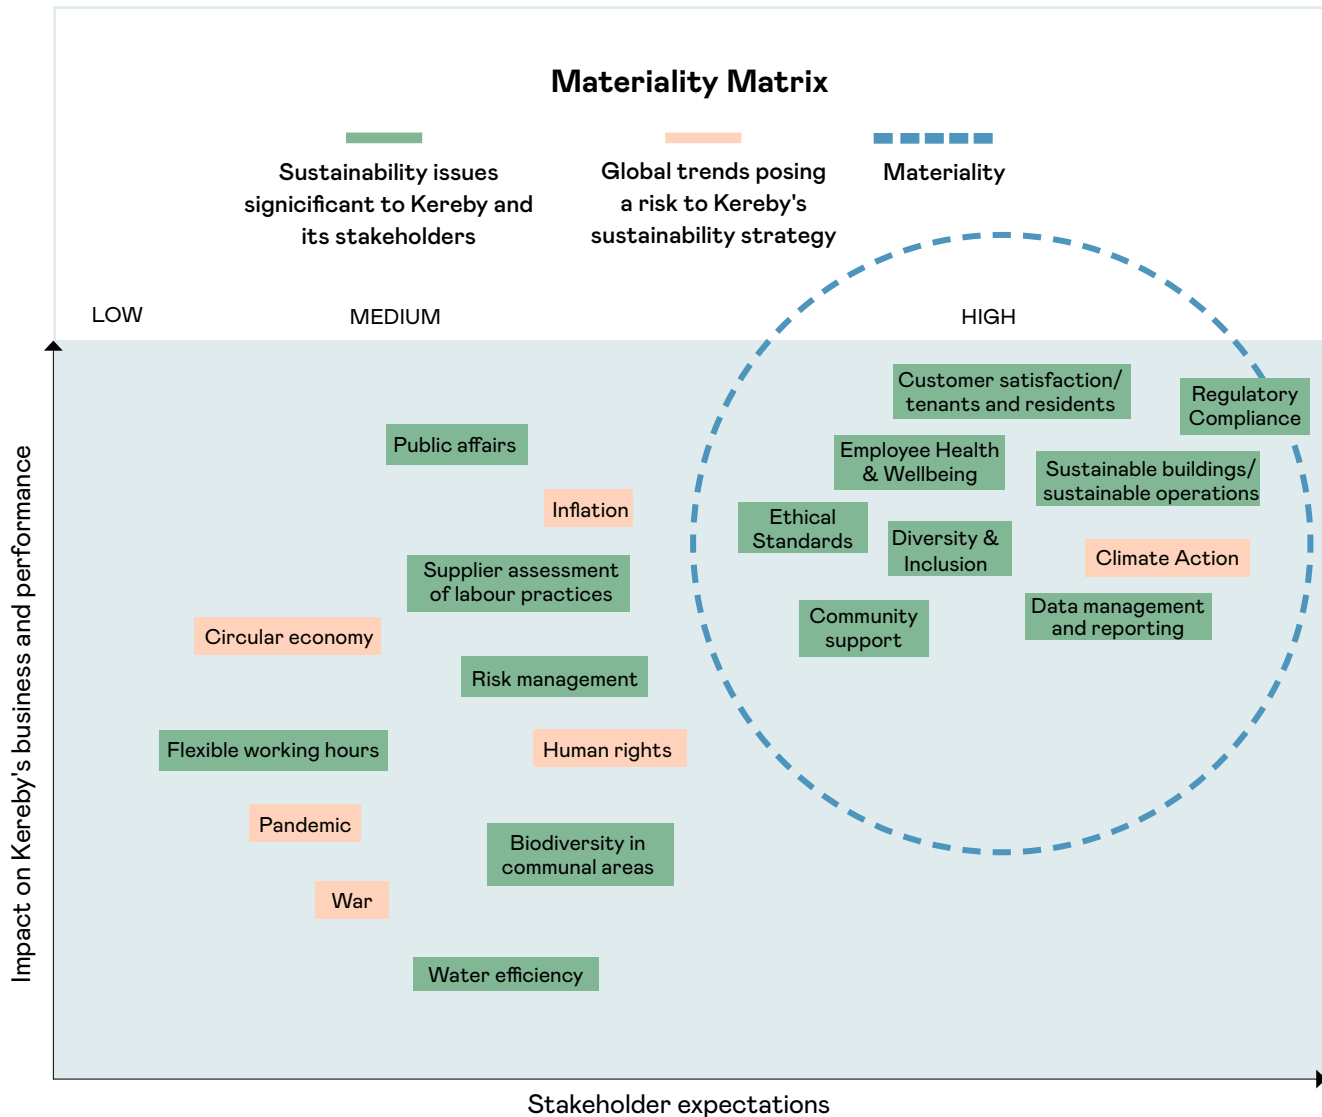 Materiality Matrix
Sustainability issues
signicificant to Kereby and
its stakeholders
Global trends posing
a risk to Kereby's
sustainability strategy
Materiality
LOW
MEDIUM
HIGH
Customer satisfaction/
tenants and residents
Regulatory
Compliance
Public affairs
Employee Health
& Wellbeing
Sustainable buildings/
sustainable operations
Inflation
Ethical
Standards
Diversity &
Inclusion
Climate Action
Supplier assessment
of labour practices
Community
support
Data management
and reporting
Circular economy
Risk management
Flexible working hours
Human rights
Pandemic
Biodiversity in
communal areas
War
Water efficiency
Impact on Kereby's business and performance
Stakeholder expectations